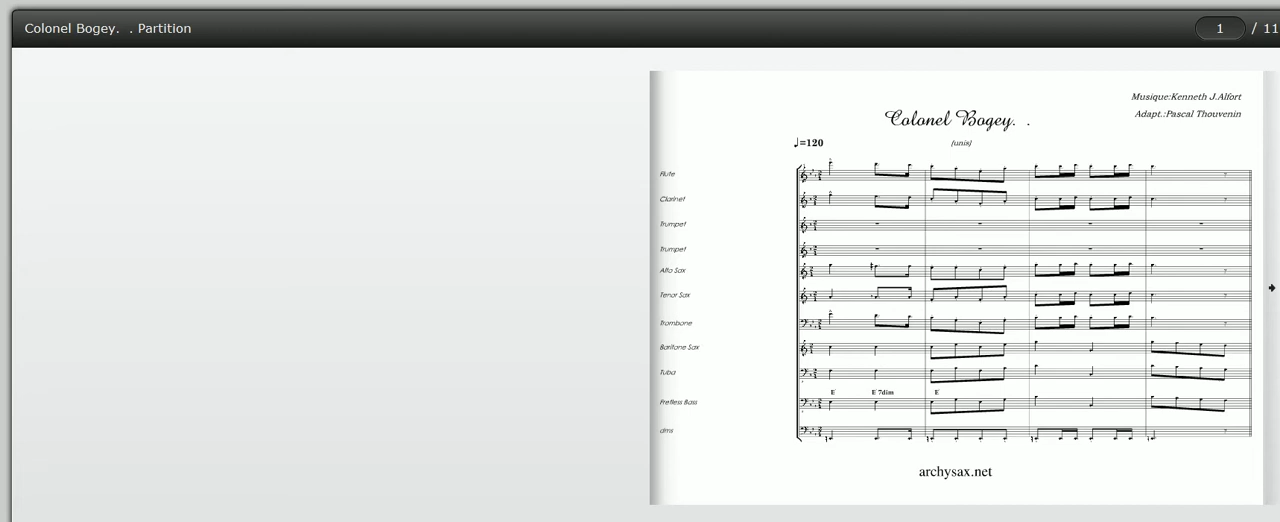 Colonel Bogey.  . Partition
1 / 11
Musique:Kenneth J.Alfort
Colonel Bogey.  .
Adapt.:Pascal Thouvenin
♩=120
(unis)
Flute
Clarinet
Trumpet
Trumpet
Alto Sax
Tenor Sax
Trombone
Baritone Sax
Tuba
E E 7dim E
Fretless Bass
dms
archysax.net